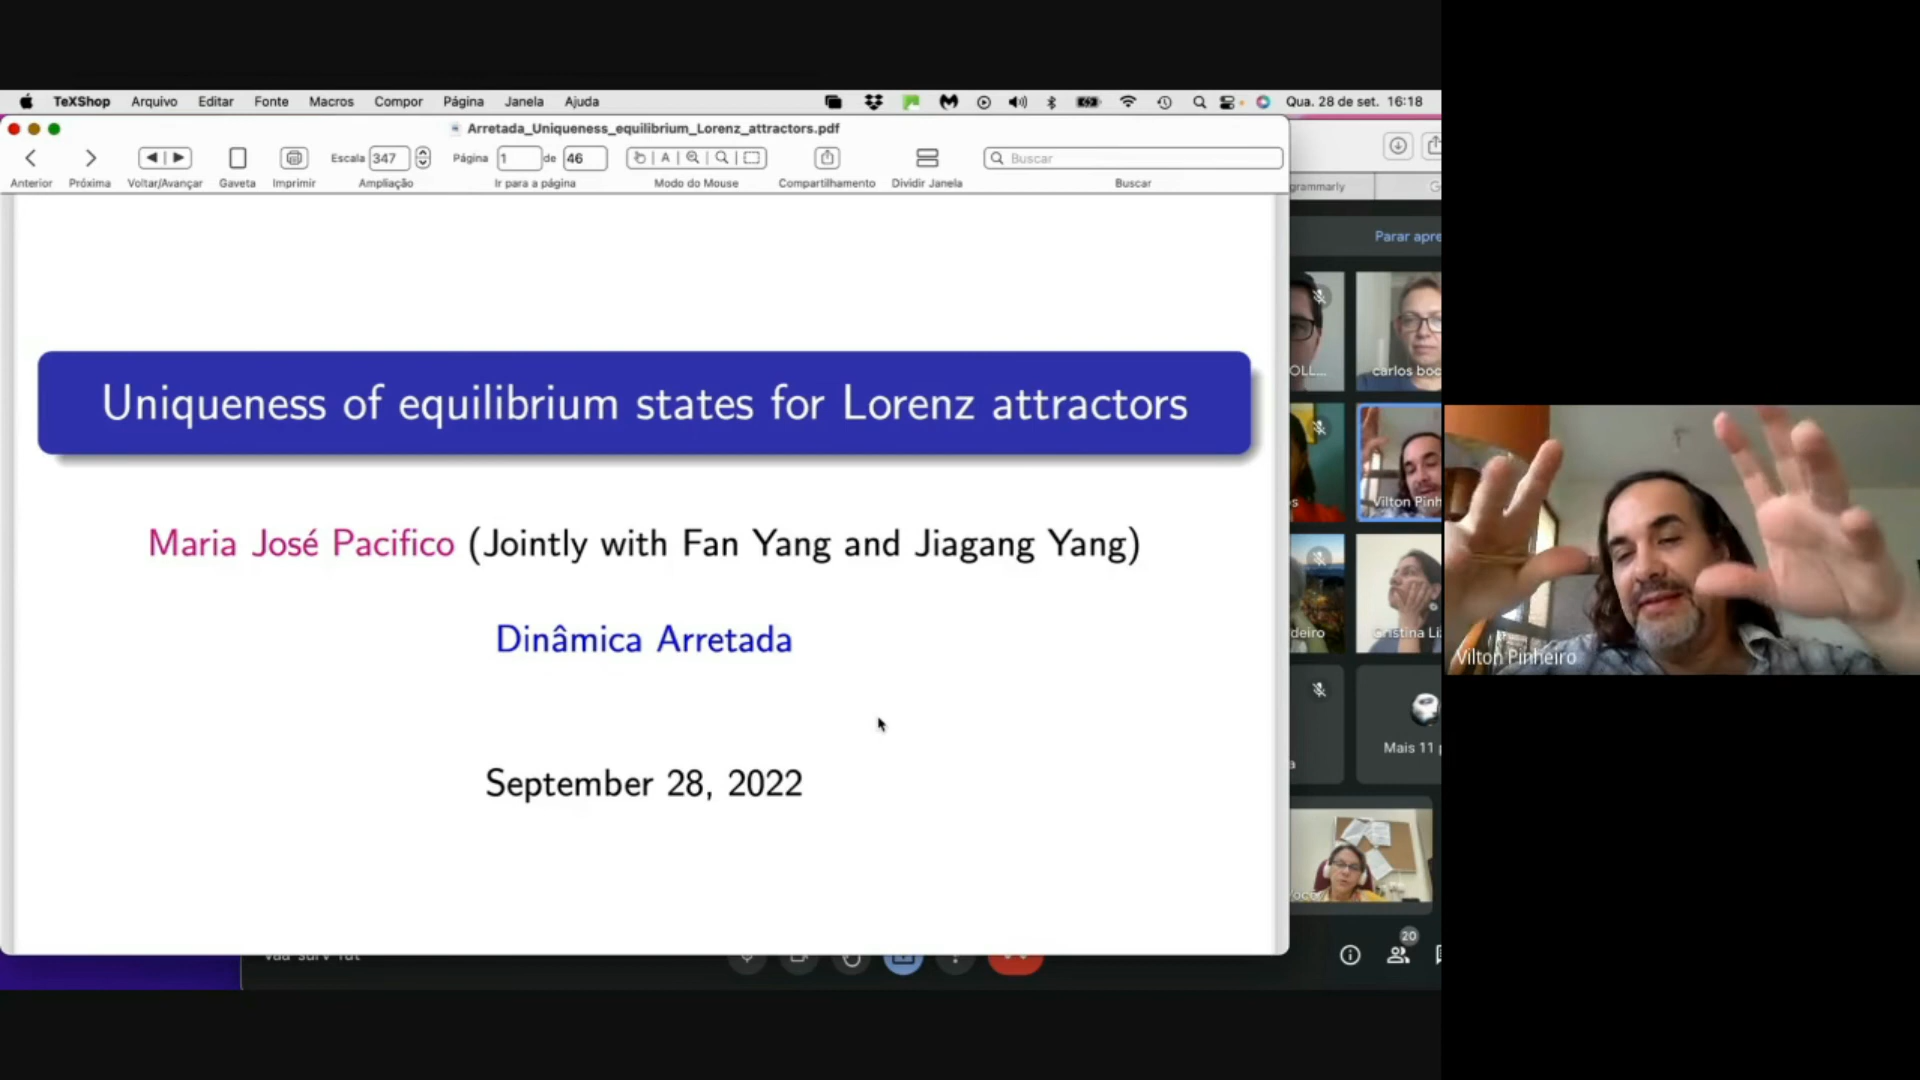 TeXShop Arquivo Editar Fonte Macros Compor Página Janela Ajuda
Qua. 28 de set. 16:18
Arretada_Uniqueness_equilibrium_Lorenz_attractors.pdf
Escala 347
Página 1 de 46
Buscar
Anterior Próxima Voltar/Avançar Gaveta Imprimir Ampliação Ir para a página Modo do Mouse Compartilhamento Dividir Janela Buscar
Parar apre
Uniqueness of equilibrium states for Lorenz attractors
Maria José Pacifico (Jointly with Fan Yang and Jiagang Yang)
Dinâmica Arretada
September 28, 2022
grammarly
OLL...
carlos boc
Vilton Pinh
deiro
Cristina Li
Mais 11 p
20
Vilton Pinheiro